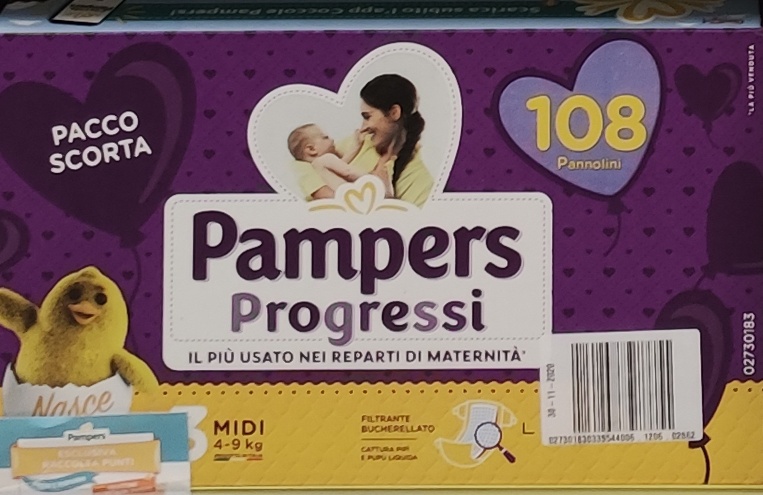 Scarica subito l'app Coccole Pampers!
PACCO
SCORTA
108
Pannolini
*LA PIÙ VENDUTA
Pampers
Progressi
IL PIÙ USATO NEI REPARTI DI MATERNITÀ*
Nasce
3
MIDI
4-9 kg
FILTRANTE
BUCHERELLATO
CATTURA PIPÌ
E PUPÙ LIQUIDA
L
30-11-2020
02730183
Pampers
ESCLUSIVA
RACCOLTA PUNTI